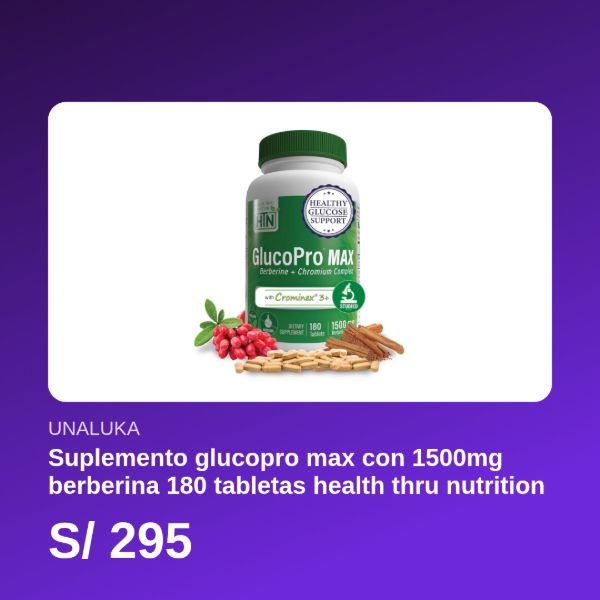 HEALTHY
GLUCOSE
SUPPORT
HTN
GlucoPro MAX
Berberine + Chromium Complex
with Crominex® 3+
STUDIED
DIETARY
SUPPLEMENT
180
Tablets
1500
UNALUKA
Suplemento glucopro max con 1500mg
berberina 180 tabletas health thru nutrition
S/ 295